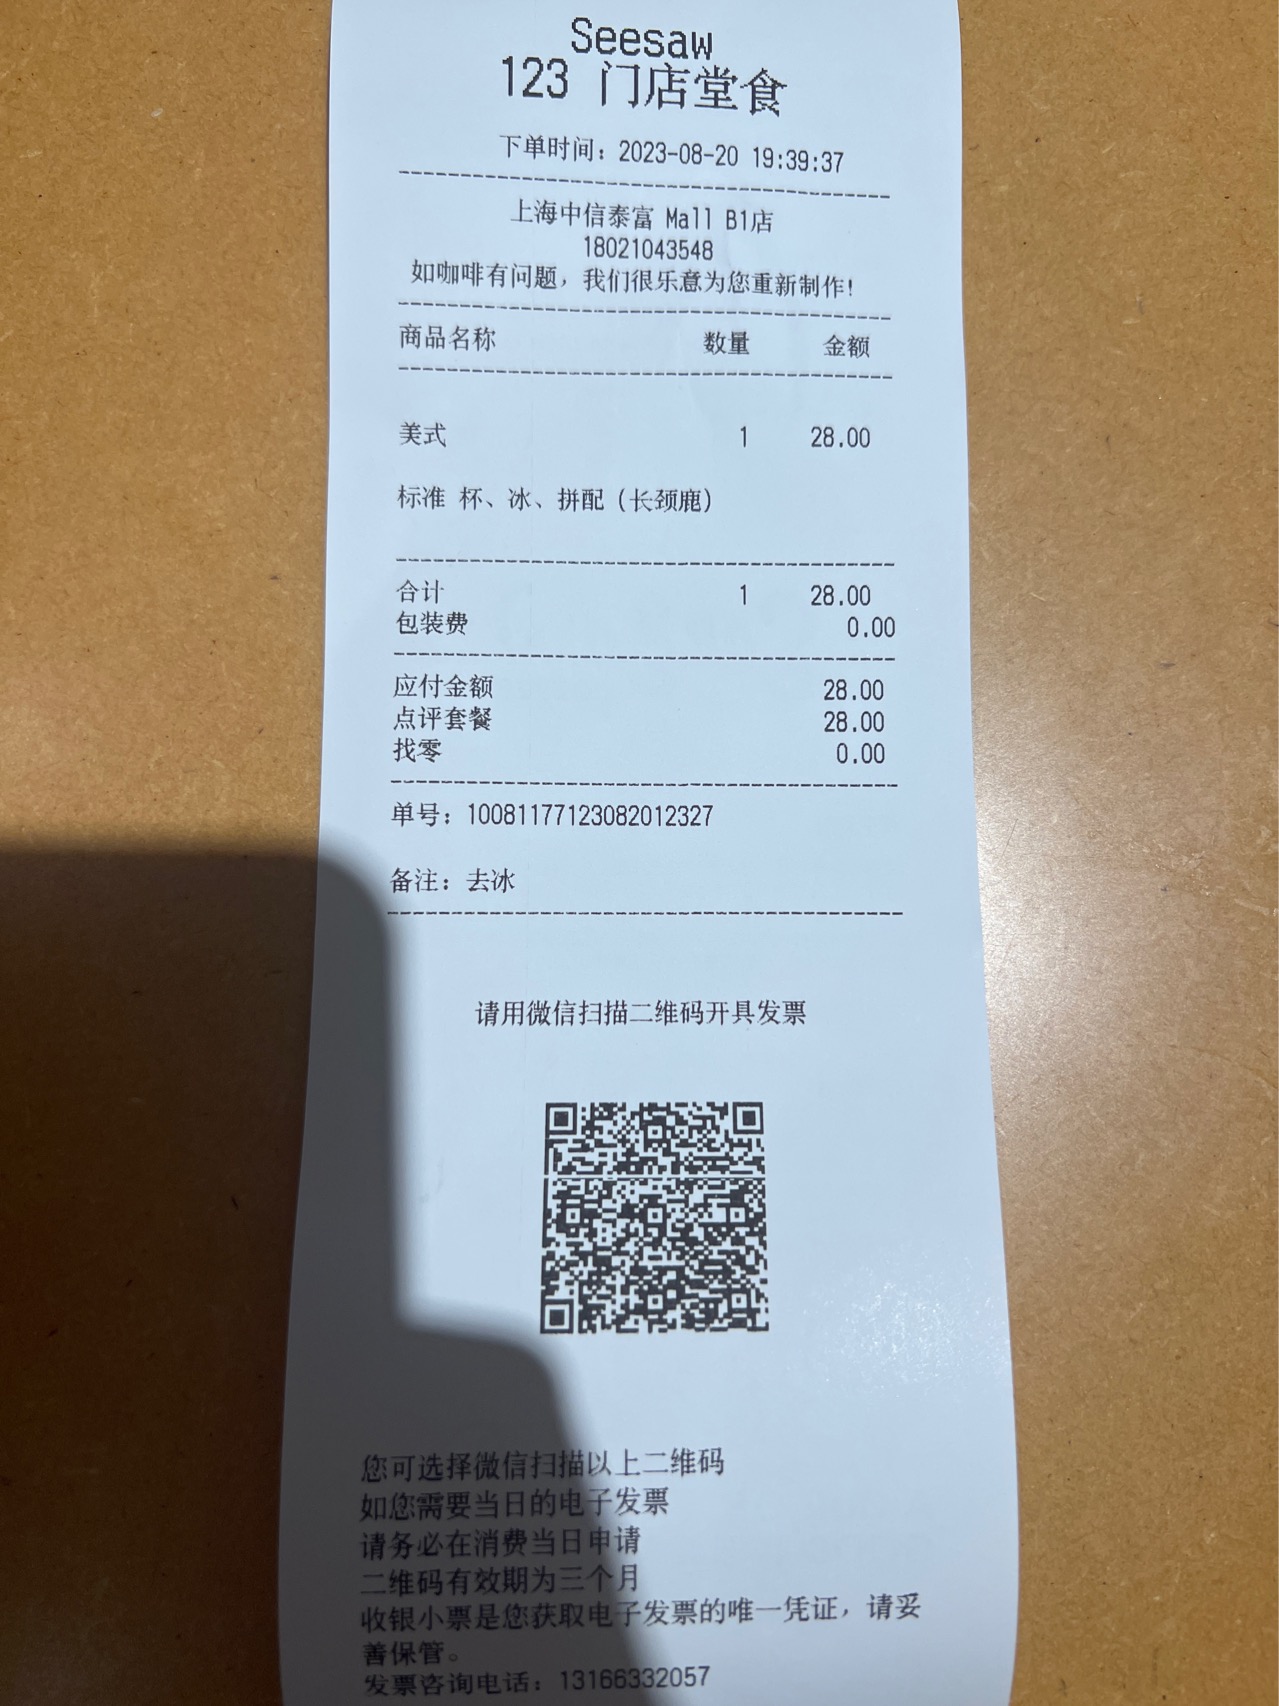 Seesaw
123 门店堂食
下单时间：2023-08-20 19:39:37
上海中信泰富 Mall B1店
18021043548
如咖啡有问题，我们很乐意为您重新制作！
商品名称 数量 金额
美式 1 28.00
标准 杯、冰、拼配（长颈鹿）
合计 1 28.00
包装费 0.00
应付金额 28.00
点评套餐 28.00
找零 0.00
单号：10081177123082012327
备注：去冰
请用微信扫描二维码开具发票
您可选择微信扫描以上二维码
如您需要当日的电子发票
请务必在消费当日申请
二维码有效期为三个月
收银小票是您获取电子发票的唯一凭证，请妥
善保管。
发票咨询电话：13166332057